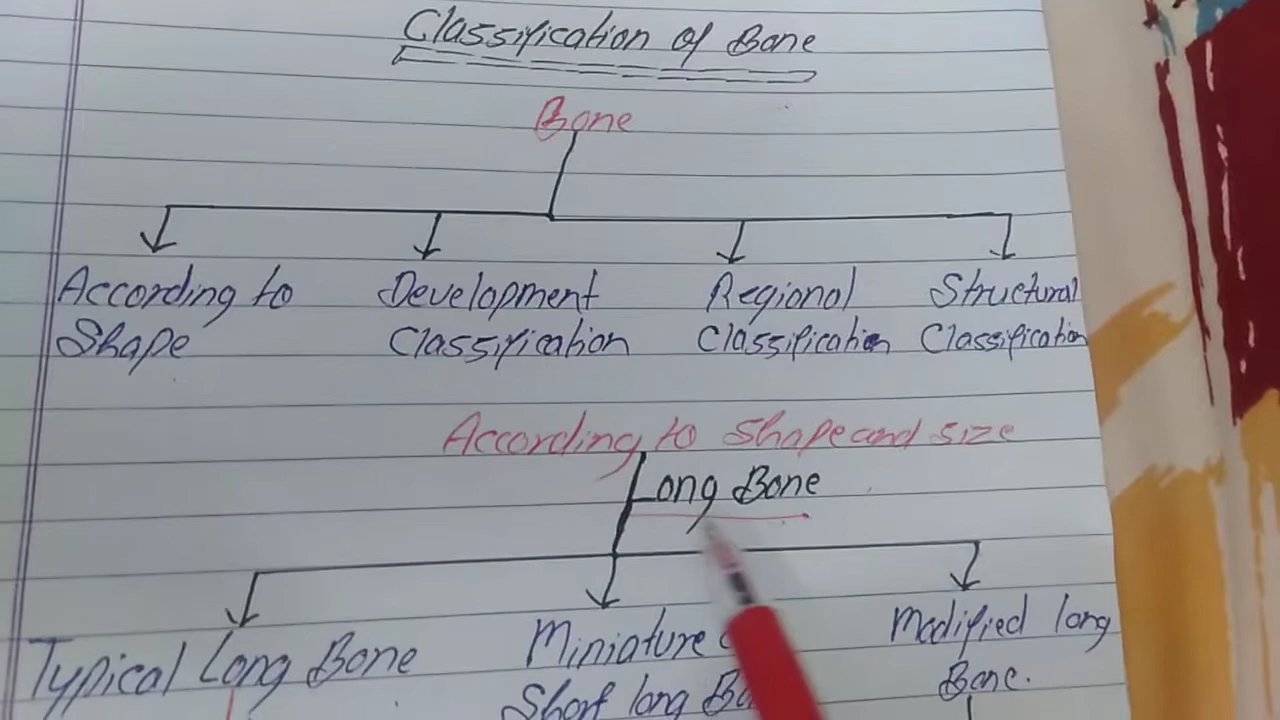 Classification of Bone
Bone
According to Development Regional Structural
Shape Classification Classification Classification
According to Shape and size
Long Bone
Typical Long Bone Miniature Modified long
Short long Bone.